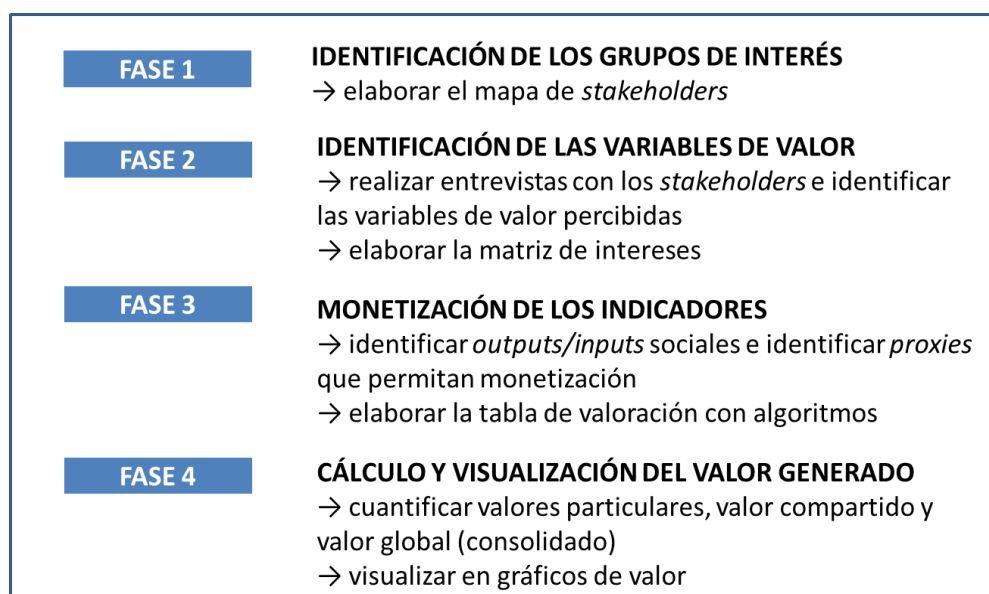 FASE 1
IDENTIFICACIÓN DE LOS GRUPOS DE INTERÉS
→ elaborar el mapa de stakeholders
FASE 2
IDENTIFICACIÓN DE LAS VARIABLES DE VALOR
→ realizar entrevistas con los stakeholders e identificar
las variables de valor percibidas
→ elaborar la matriz de intereses
FASE 3
MONETIZACIÓN DE LOS INDICADORES
→ identificar outputs/inputs sociales e identificar proxies
que permitan monetización
→ elaborar la tabla de valoración con algoritmos
FASE 4
CÁLCULO Y VISUALIZACIÓN DEL VALOR GENERADO
→ cuantificar valores particulares, valor compartido y
valor global (consolidado)
→ visualizar en gráficos de valor